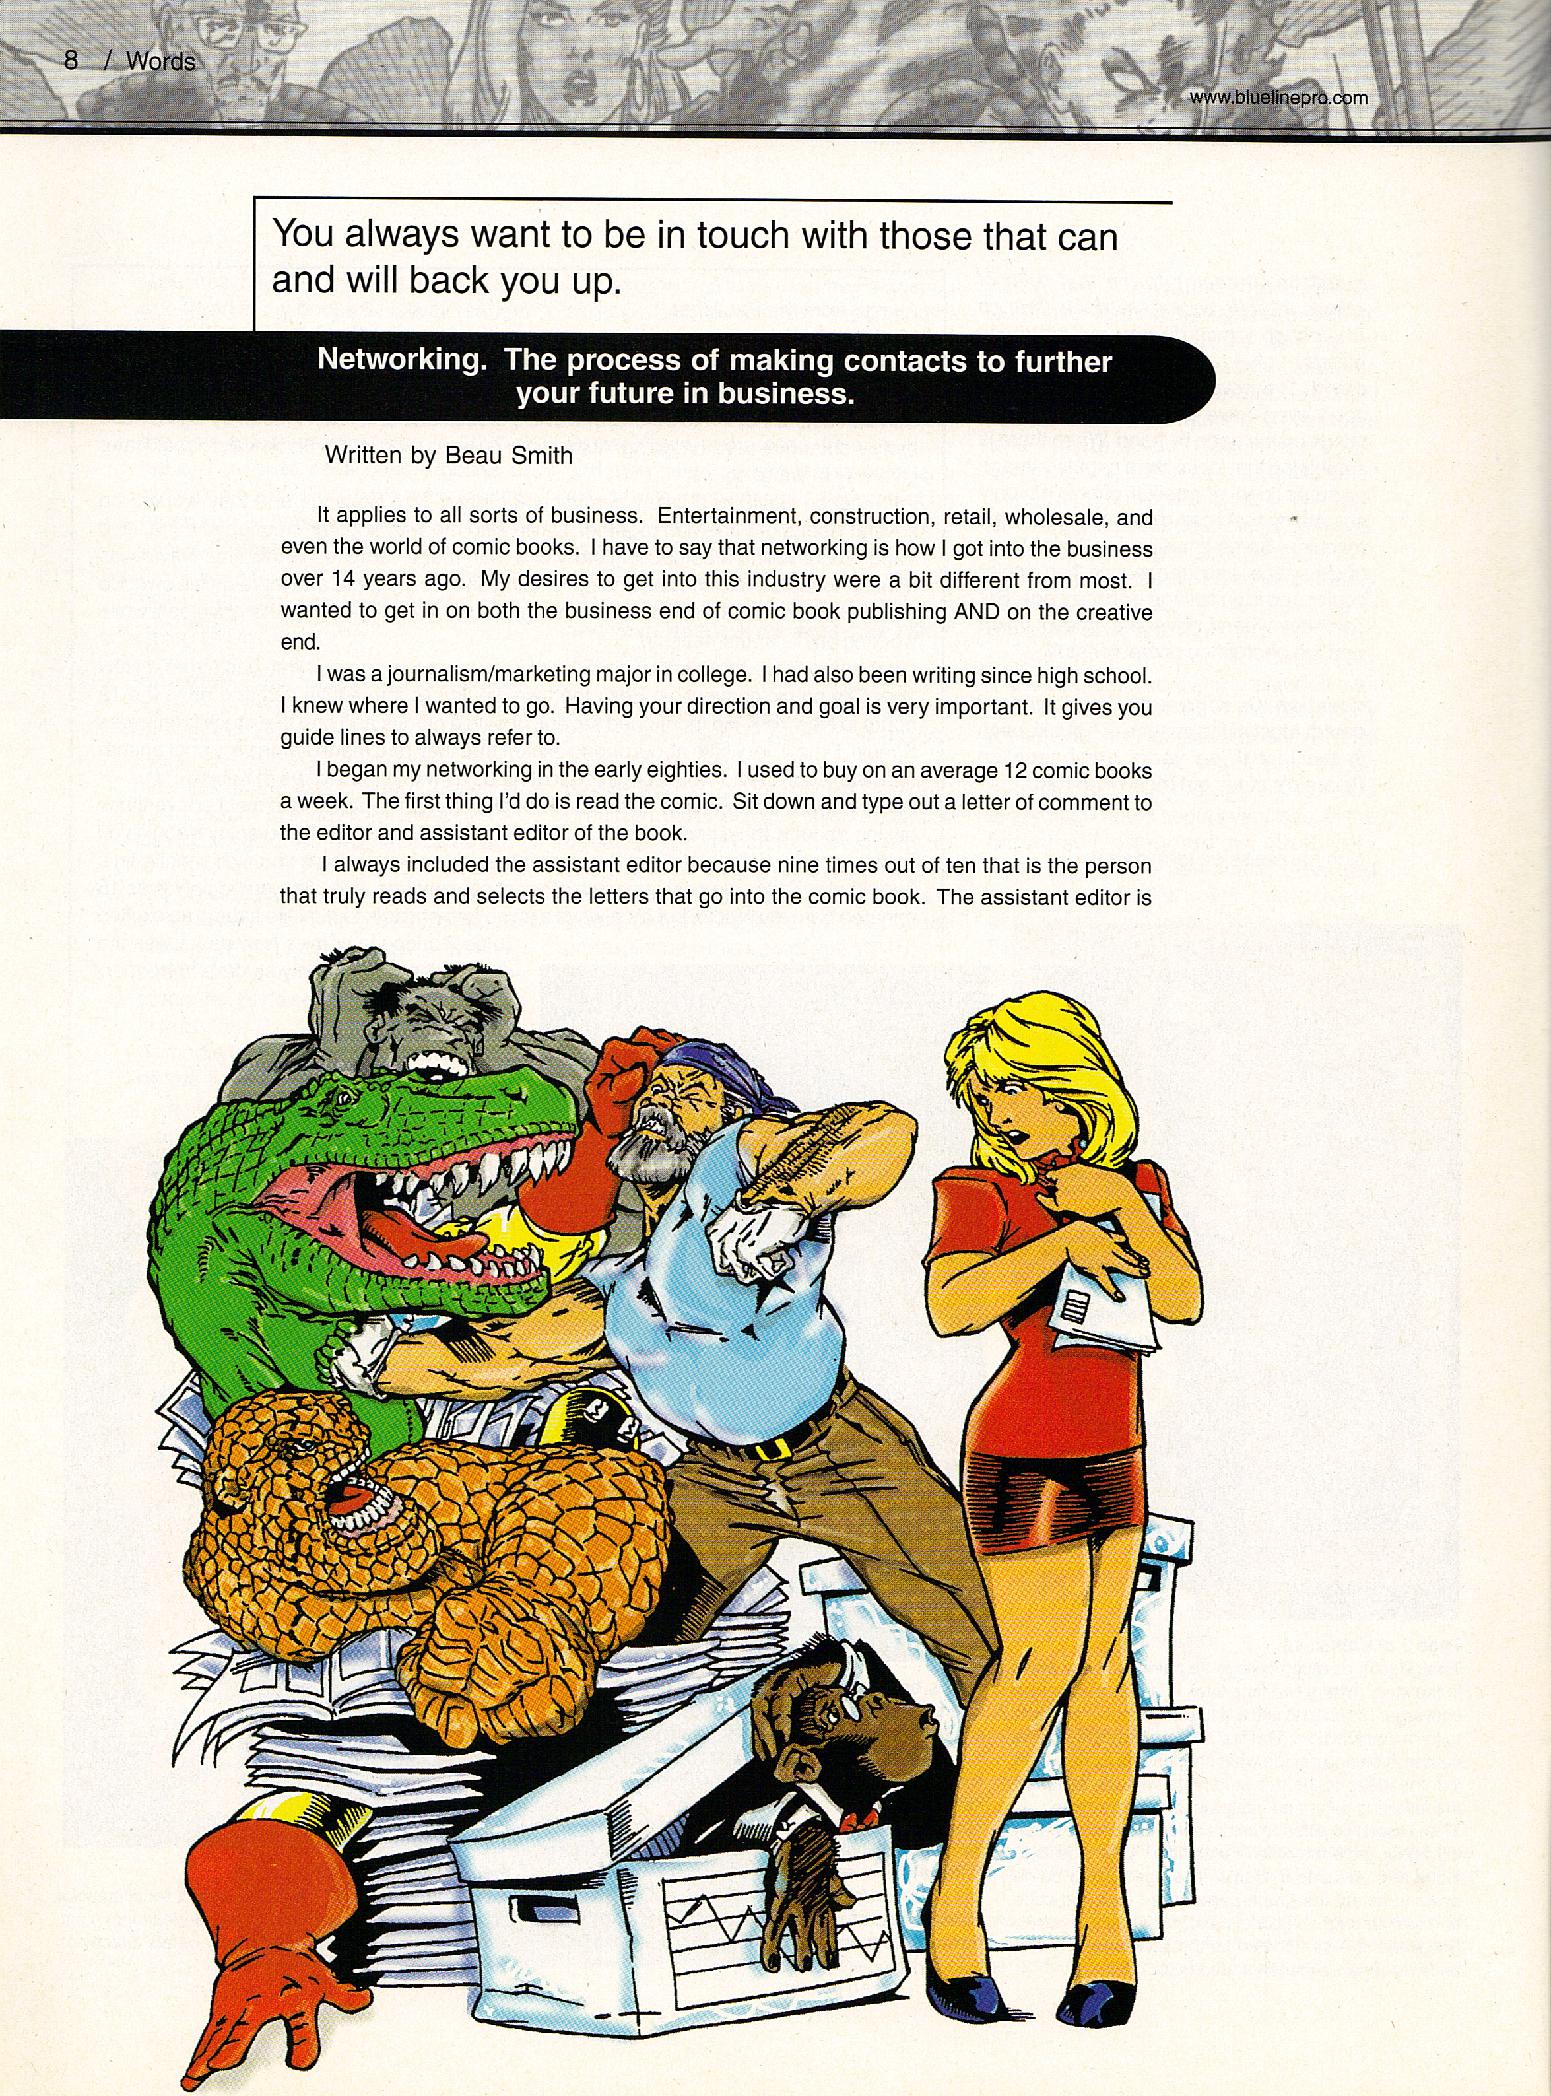 8 / Words
www.bluelinepro.com
You always want to be in touch with those that can
and will back you up.
Networking. The process of making contacts to further
your future in business.
Written by Beau Smith
It applies to all sorts of business. Entertainment, construction, retail, wholesale, and
even the world of comic books. I have to say that networking is how I got into the business
over 14 years ago. My desires to get into this industry were a bit different from most. I
wanted to get in on both the business end of comic book publishing AND on the creative
end.
I was a journalism/marketing major in college. I had also been writing since high school.
I knew where I wanted to go. Having your direction and goal is very important. It gives you
guide lines to always refer to.
I began my networking in the early eighties. I used to buy on an average 12 comic books
a week. The first thing I'd do is read the comic. Sit down and type out a letter of comment to
the editor and assistant editor of the book.
I always included the assistant editor because nine times out of ten that is the person
that truly reads and selects the letters that go into the comic book. The assistant editor is